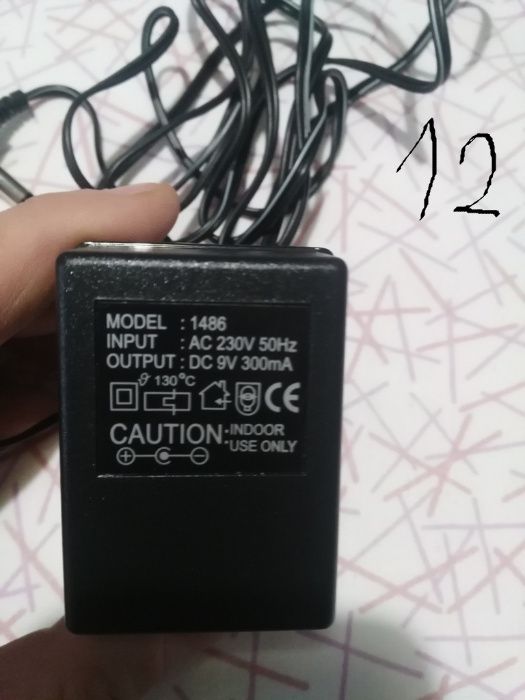 12
MODEL : 1486
INPUT : AC 230V 50Hz
OUTPUT : DC 9V 300mA
ϑ 130°C
CE
CAUTION : INDOOR
USE ONLY